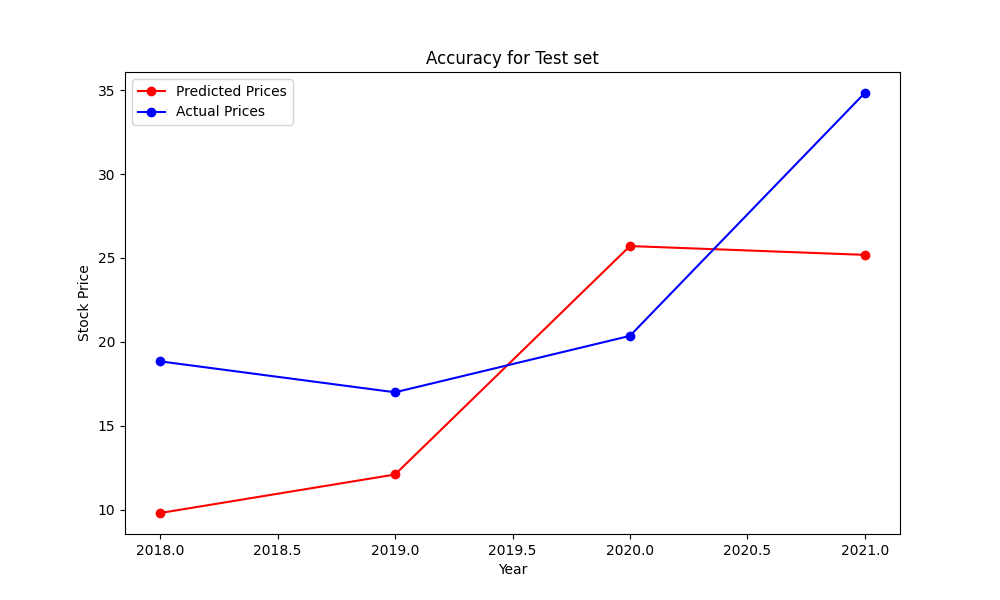 Accuracy for Test set
Predicted Prices
Actual Prices
35
30
25
20
15
10
Stock Price
2018.0 2018.5 2019.0 2019.5 2020.0 2020.5 2021.0
Year